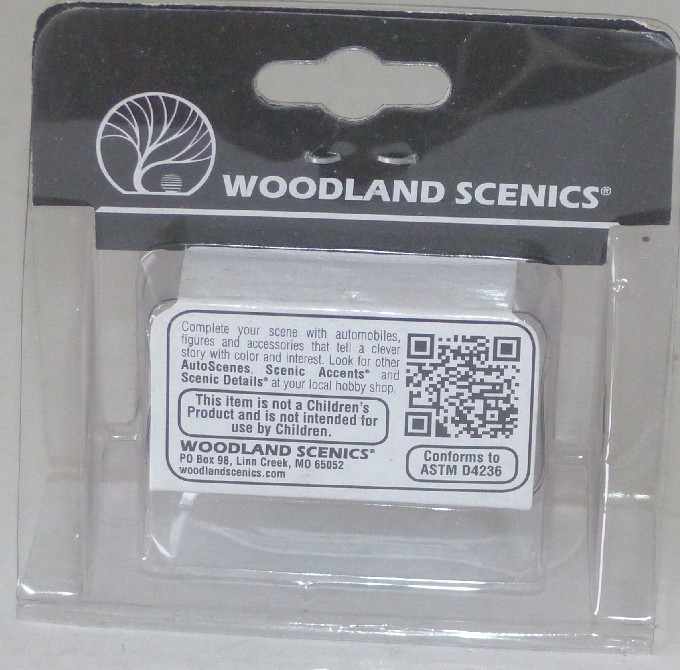 WOODLAND SCENICS®
Complete your scene with automobiles,
figures and accessories that tell a clever
story with color and interest. Look for other
AutoScenes, Scenic Accents® and
Scenic Details® at your local hobby shop.
This item is not a Children's
Product and is not intended for
use by Children.
WOODLAND SCENICS®
PO Box 98, Linn Creek, MO 65052
woodlandscenics.com
Conforms to
ASTM D4236